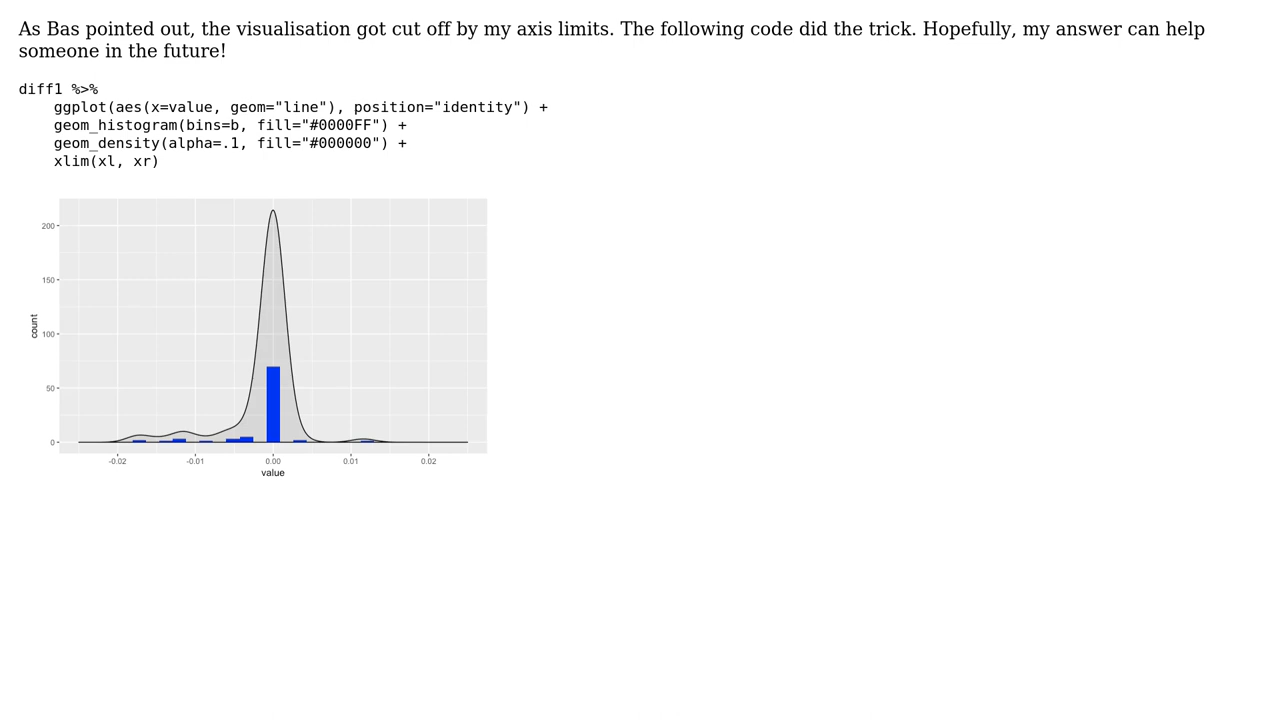 As Bas pointed out, the visualisation got cut off by my axis limits. The following code did the trick. Hopefully, my answer can help
someone in the future!
diff1 %>%
    ggplot(aes(x=value, geom="line"), position="identity") +
    geom_histogram(bins=b, fill="#0000FF") +
    geom_density(alpha=.1, fill="#000000") +
    xlim(xl, xr)
200
150
count
100
50
0
-0.02 -0.01 0.00 0.01 0.02
value